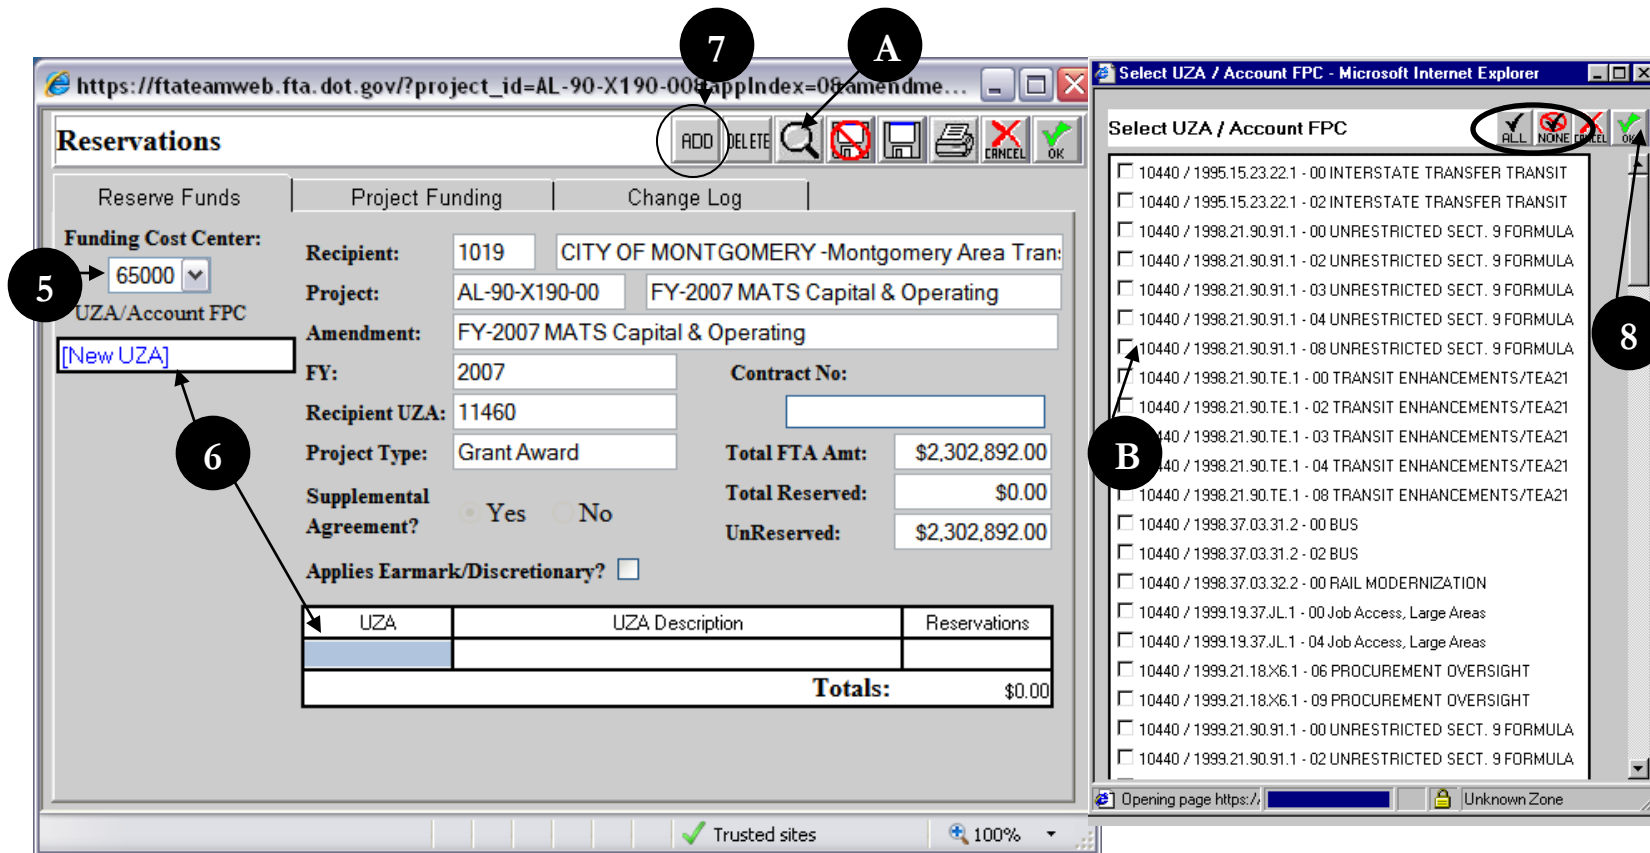 7
A
https://ftateamweb.fta.dot.gov/?project_id=AL-90-X190-00&appIndex=0&amendme...
Reservations
ADD DELETE CANCEL OK
Reserve Funds Project Funding Change Log
Funding Cost Center:
65000
5
UZA/Account FPC
[New UZA]
6
Recipient: 1019 CITY OF MONTGOMERY -Montgomery Area Tran
Project: AL-90-X190-00 FY-2007 MATS Capital & Operating
Amendment: FY-2007 MATS Capital & Operating
FY: 2007 Contract No:
Recipient UZA: 11460
Project Type: Grant Award Total FTA Amt: $2,302,892.00
Supplemental Agreement? Yes No Total Reserved: $0.00
UnReserved: $2,302,892.00
Applies Earmark/Discretionary?
UZA UZA Description Reservations
Totals: $0.00
Trusted sites 100%
Select UZA / Account FPC - Microsoft Internet Explorer
Select UZA / Account FPC ALL NONE CANCEL OK
10440 / 1995.15.23.22.1 - 00 INTERSTATE TRANSFER TRANSIT
10440 / 1995.15.23.22.1 - 02 INTERSTATE TRANSFER TRANSIT
10440 / 1998.21.90.91.1 - 00 UNRESTRICTED SECT. 9 FORMULA
10440 / 1998.21.90.91.1 - 02 UNRESTRICTED SECT. 9 FORMULA
10440 / 1998.21.90.91.1 - 03 UNRESTRICTED SECT. 9 FORMULA
10440 / 1998.21.90.91.1 - 04 UNRESTRICTED SECT. 9 FORMULA
8
10440 / 1998.21.90.91.1 - 08 UNRESTRICTED SECT. 9 FORMULA
10440 / 1998.21.90.TE.1 - 00 TRANSIT ENHANCEMENTS/TEA21
10440 / 1998.21.90.TE.1 - 02 TRANSIT ENHANCEMENTS/TEA21
440 / 1998.21.90.TE.1 - 03 TRANSIT ENHANCEMENTS/TEA21
B
440 / 1998.21.90.TE.1 - 04 TRANSIT ENHANCEMENTS/TEA21
10440 / 1998.21.90.TE.1 - 08 TRANSIT ENHANCEMENTS/TEA21
10440 / 1998.37.03.31.2 - 00 BUS
10440 / 1998.37.03.31.2 - 02 BUS
10440 / 1998.37.03.32.2 - 00 RAIL MODERNIZATION
10440 / 1999.19.37.JL.1 - 00 Job Access, Large Areas
10440 / 1999.19.37.JL.1 - 04 Job Access, Large Areas
10440 / 1999.21.18.X6.1 - 06 PROCUREMENT OVERSIGHT
10440 / 1999.21.18.X6.1 - 09 PROCUREMENT OVERSIGHT
10440 / 1999.21.90.91.1 - 00 UNRESTRICTED SECT. 9 FORMULA
10440 / 1999.21.90.91.1 - 02 UNRESTRICTED SECT. 9 FORMULA
Opening page https:/ Unknown Zone